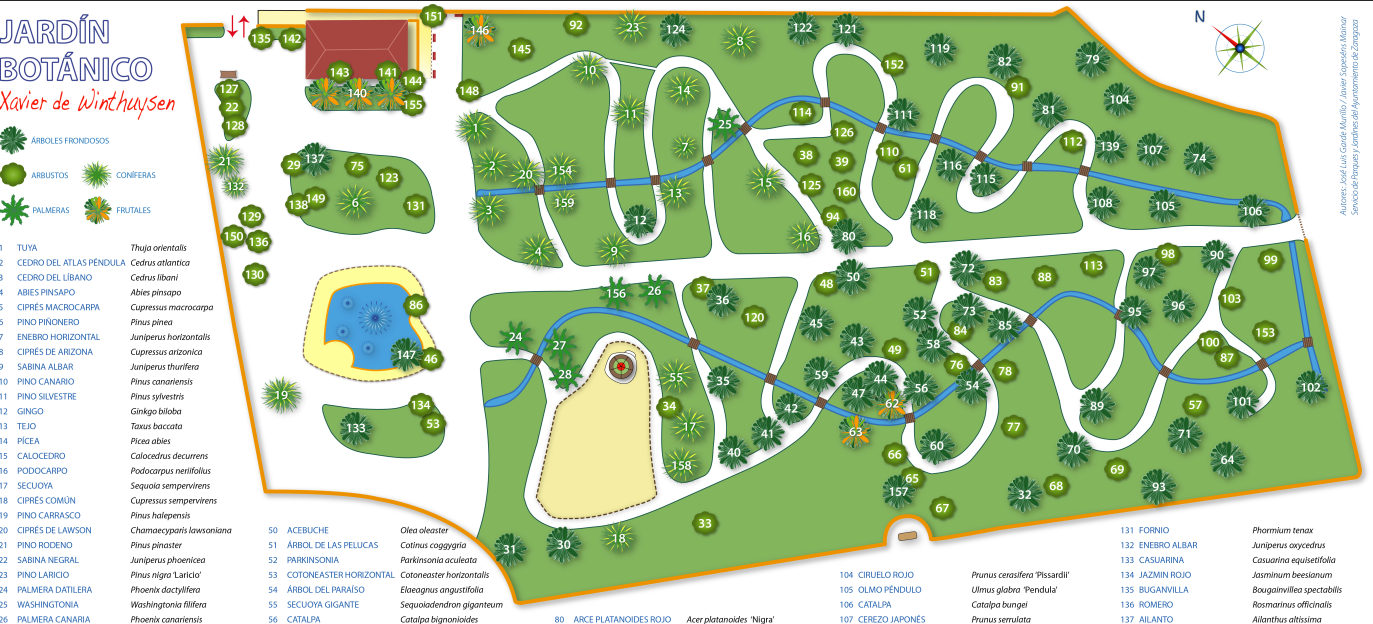 JARDÍN
BOTÁNICO
Xavier de Winthuysen
ÁRBOLES FRONDOSOS
ARBUSTOS
CONÍFERAS
PALMERAS
FRUTALES
N
Autores: José Luis Garde Murillo / Javier Sapeséns Mainar
Servicio de Parques y Jardines del Ayuntamiento de Zaragoza
151
135 142
146 145 92 23 124 8 122 121 119 82 79
143 141 140 144 155 148
127 22 128
10 14 11 25 7 152 91 104 81
1 2 20 154 159 3 4 9 12 13 15 16
114 126 111 38 39 110 61 125 160 94 80
116 115 118 112 139 107 74 108 105 106
21 132 29 137 75 123 138 149 6 131
129 150 136 130
86 147 46 19 133 134 53
156 26 24 27 28 37 36 120 48 50 51 72 83 88 113 98 97 90 99
45 43 52 58 73 84 85 49 76 78 95 96 103 153 100 87
55 34 17 158 35 59 44 47 62 56 54 42 41 40 63 60 77
89 57 101 102 71 70 64 69 93 68 32
66 65 157 67 33 18 30 31
1 TUYA Thuja orientalis
2 CEDRO DEL ATLAS PÉNDULA Cedrus atlantica
3 CEDRO DEL LÍBANO Cedrus libani
4 ABIES PINSAPO Abies pinsapo
5 CIPRÉS MACROCARPA Cupressus macrocarpa
6 PINO PIÑONERO Pinus pinea
7 ENEBRO HORIZONTAL Juniperus horizontalis
8 CIPRÉS DE ARIZONA Cupressus arizonica
9 SABINA ALBAR Juniperus thurifera
10 PINO CANARIO Pinus canariensis
11 PINO SILVESTRE Pinus sylvestris
12 GINGO Ginkgo biloba
13 TEJO Taxus baccata
14 PÍCEA Picea abies
15 CALOCEDRO Calocedrus decurrens
16 PODOCARPO Podocarpus neriifolius
17 SECUOYA Sequoia sempervirens
18 CIPRÉS COMÚN Cupressus sempervirens
19 PINO CARRASCO Pinus halepensis
20 CIPRÉS DE LAWSON Chamaecyparis lawsoniana
21 PINO RODENO Pinus pinaster
22 SABINA NEGRAL Juniperus phoenicea
23 PINO LARICIO Pinus nigra 'Laricio'
24 PALMERA DATILERA Phoenix dactylifera
25 WASHINGTONIA Washingtonia filifera
26 PALMERA CANARIA Phoenix canariensis
50 ACEBUCHE Olea oleaster
51 ÁRBOL DE LAS PELUCAS Cotinus coggygria
52 PARKINSONIA Parkinsonia aculeata
53 COTONEASTER HORIZONTAL Cotoneaster horizontalis
54 ÁRBOL DEL PARAÍSO Elaeagnus angustifolia
55 SECUOYA GIGANTE Sequoiadendron giganteum
56 CATALPA Catalpa bignonioides
80 ARCE PLATANOIDES ROJO Acer platanoides 'Nigra'
104 CIRUELO ROJO Prunus cerasifera 'Pissardii'
105 OLMO PÉNDULO Ulmus glabra 'Pendula'
106 CATALPA Catalpa bungei
107 CEREZO JAPONÉS Prunus serrulata
131 FORNIO Phormium tenax
132 ENEBRO ALBAR Juniperus oxycedrus
133 CASUARINA Casuarina equisetifolia
134 JAZMIN ROJO Jasminum beesianum
135 BUGANVILLA Bougainvillea spectabilis
136 ROMERO Rosmarinus officinalis
137 AILANTO Ailanthus altissima